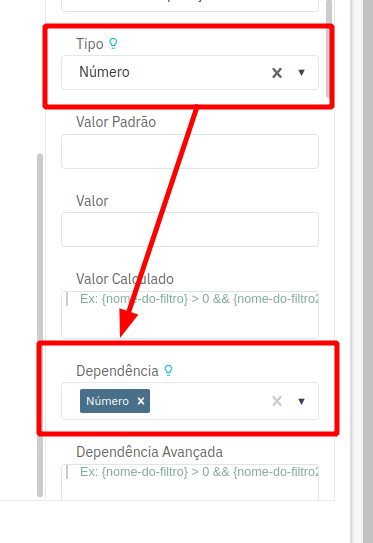 Tipo
Número
Valor Padrão
Valor
Valor Calculado
Ex: {nome-do-filtro} > 0 && {nome-do-filtro2
Dependência
Número
Dependência Avançada
Ex: {nome-do-filtro} > 0 && {nome-do-filtro2